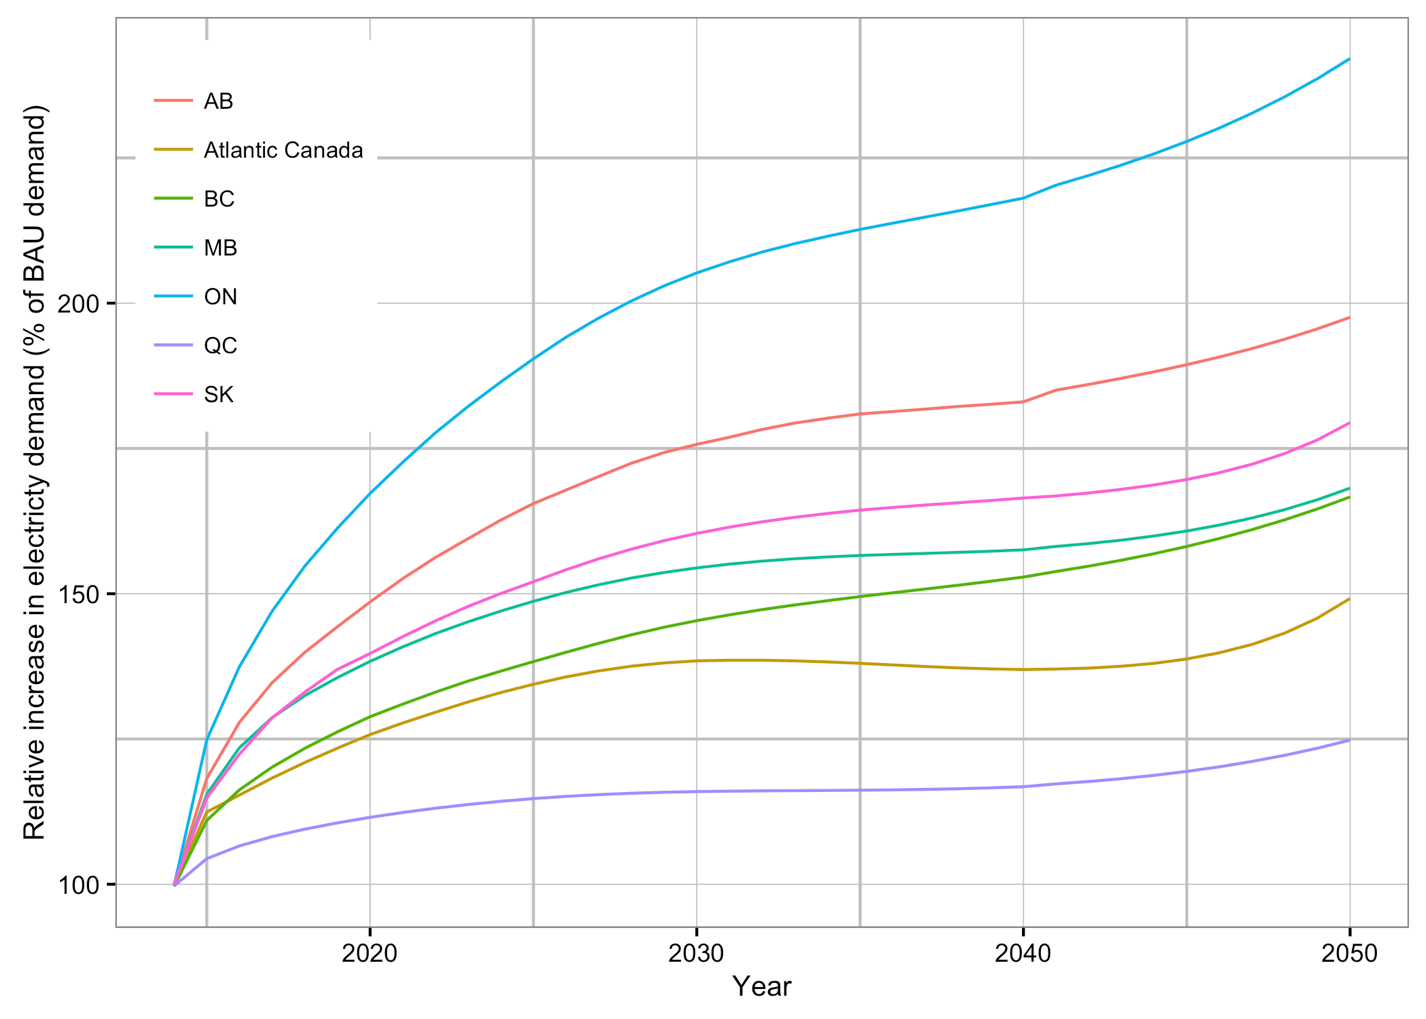 Relative increase in electricty demand (% of BAU demand)
AB
Atlantic Canada
BC
MB
ON
QC
SK
200
150
100
2020
2030
2040
2050
Year